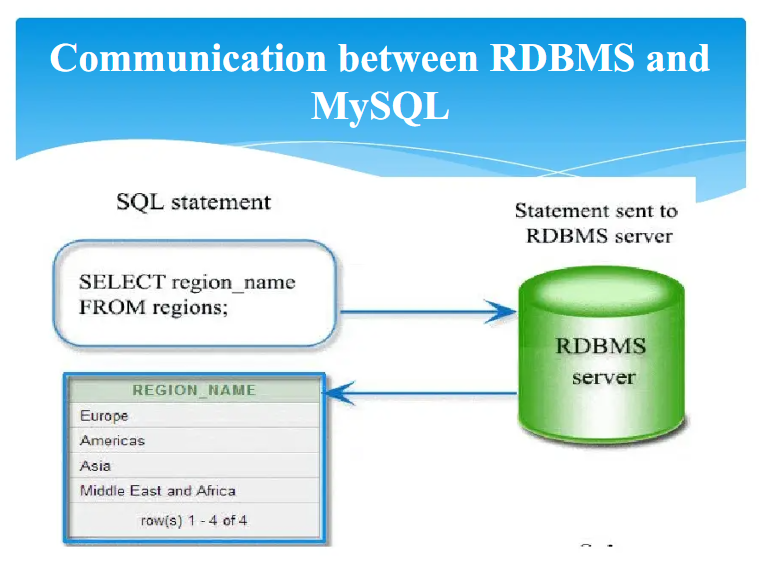 Communication between RDBMS and
MySQL
SQL statement
SELECT region_name
FROM regions;
Statement sent to
RDBMS server
RDBMS
server
REGION_NAME
Europe
Americas
Asia
Middle East and Africa
row(s) 1 - 4 of 4